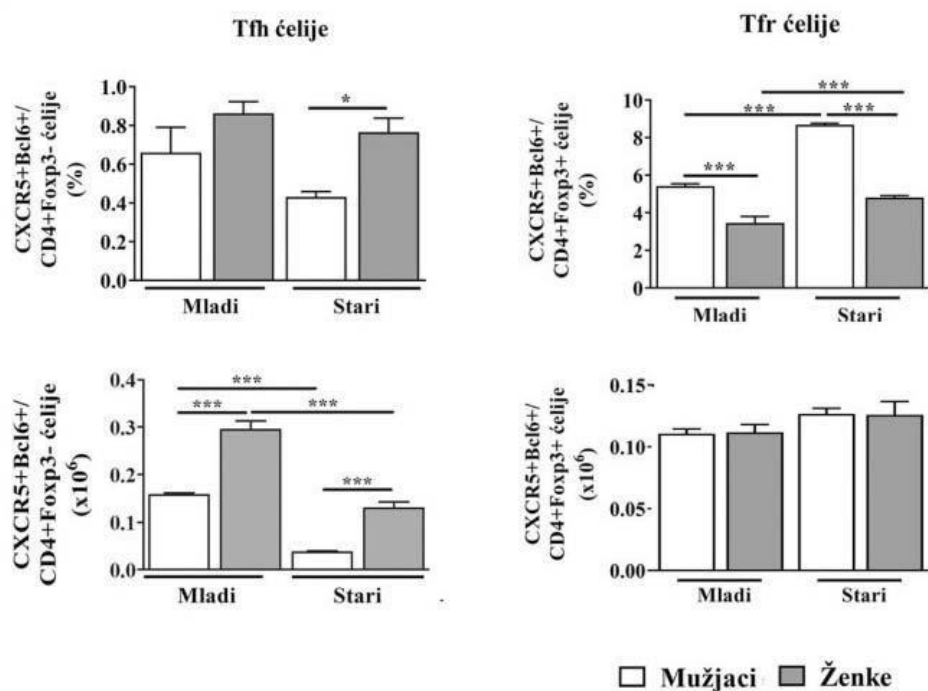 Tfh ćelije
CXCR5+Bcl6+/
CD4+Foxp3- ćelije
(%)
1.0
0.8
0.6
0.4
0.2
0.0
*
Mladi
Stari
Tfr ćelije
CXCR5+Bcl6+/
CD4+Foxp3+ ćelije
(%)
10
8
6
4
2
0
***
***
***
***
Mladi
Stari
CXCR5+Bcl6+/
CD4+Foxp3- ćelije
(x10⁶)
0.4
0.3
0.2
0.1
0.0
***
***
***
***
Mladi
Stari
CXCR5+Bcl6+/
CD4+Foxp3+ ćelije
(x10⁶)
0.15
0.10
0.05
0.00
Mladi
Stari
Mužjaci
Ženke